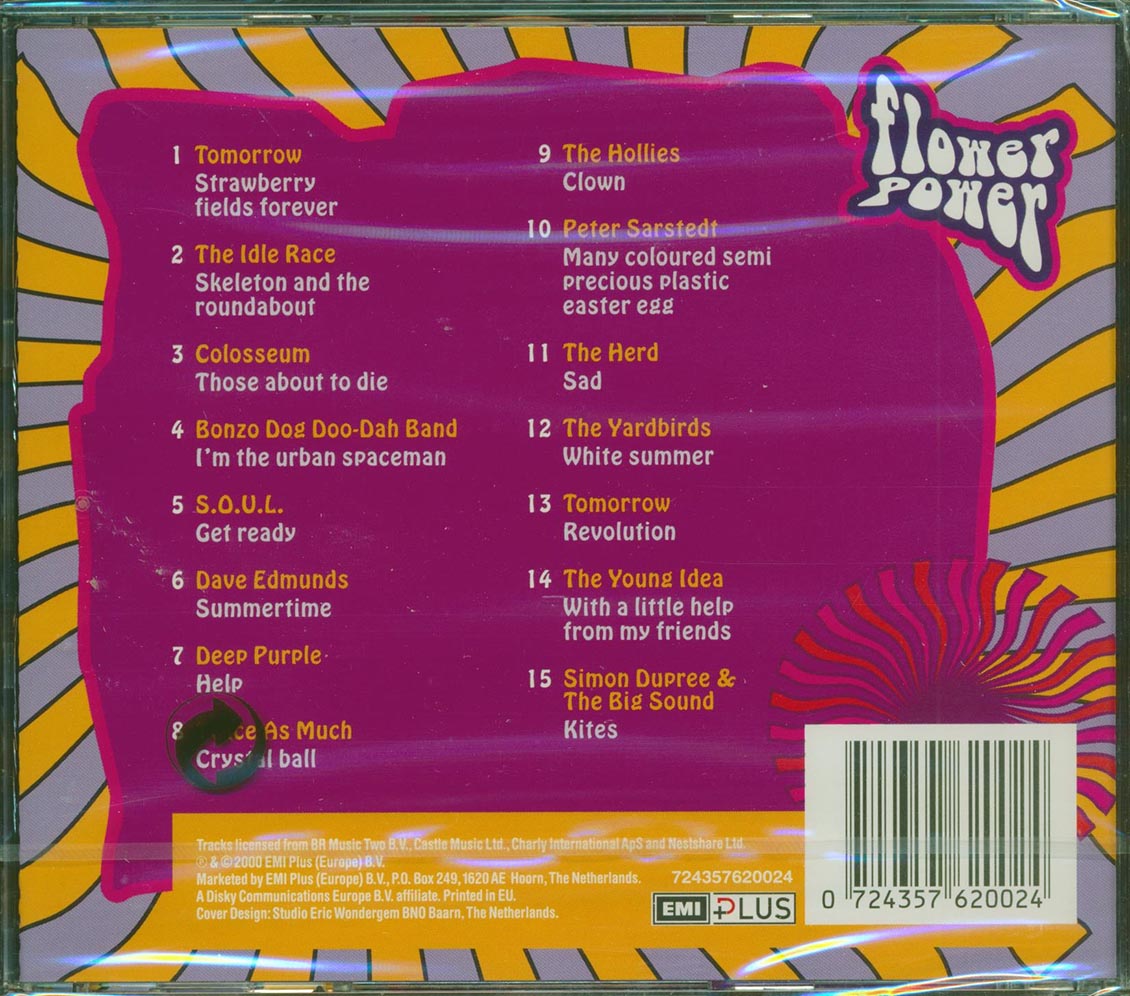 flower
power
1 Tomorrow
Strawberry
fields forever
2 The Idle Race
Skeleton and the
roundabout
3 Colosseum
Those about to die
4 Bonzo Dog Doo-Dah Band
I'm the urban spaceman
5 S.O.U.L.
Get ready
6 Dave Edmunds
Summertime
7 Deep Purple
Help
8 As Much
Crystal ball
9 The Hollies
Clown
10 Peter Sarstedt
Many coloured semi
precious plastic
easter egg
11 The Herd
Sad
12 The Yardbirds
White summer
13 Tomorrow
Revolution
14 The Young Idea
With a little help
from my friends
15 Simon Dupree &
The Big Sound
Kites
Tracks licensed from BR Music Two B.V., Castle Music Ltd., Charly International ApS and Nestshare Ltd.
℗ & ©2000 EMI Plus (Europe) B.V.
Marketed by EMI Plus (Europe) B.V., P.O. Box 249, 1620 AE Hoorn, The Netherlands.
A Disky Communications Europe B.V. affiliate. Printed in EU.
Cover Design: Studio Eric Wondergem BNO Baarn, The Netherlands.
724357620024
EMI PLUS
0 724357 620024